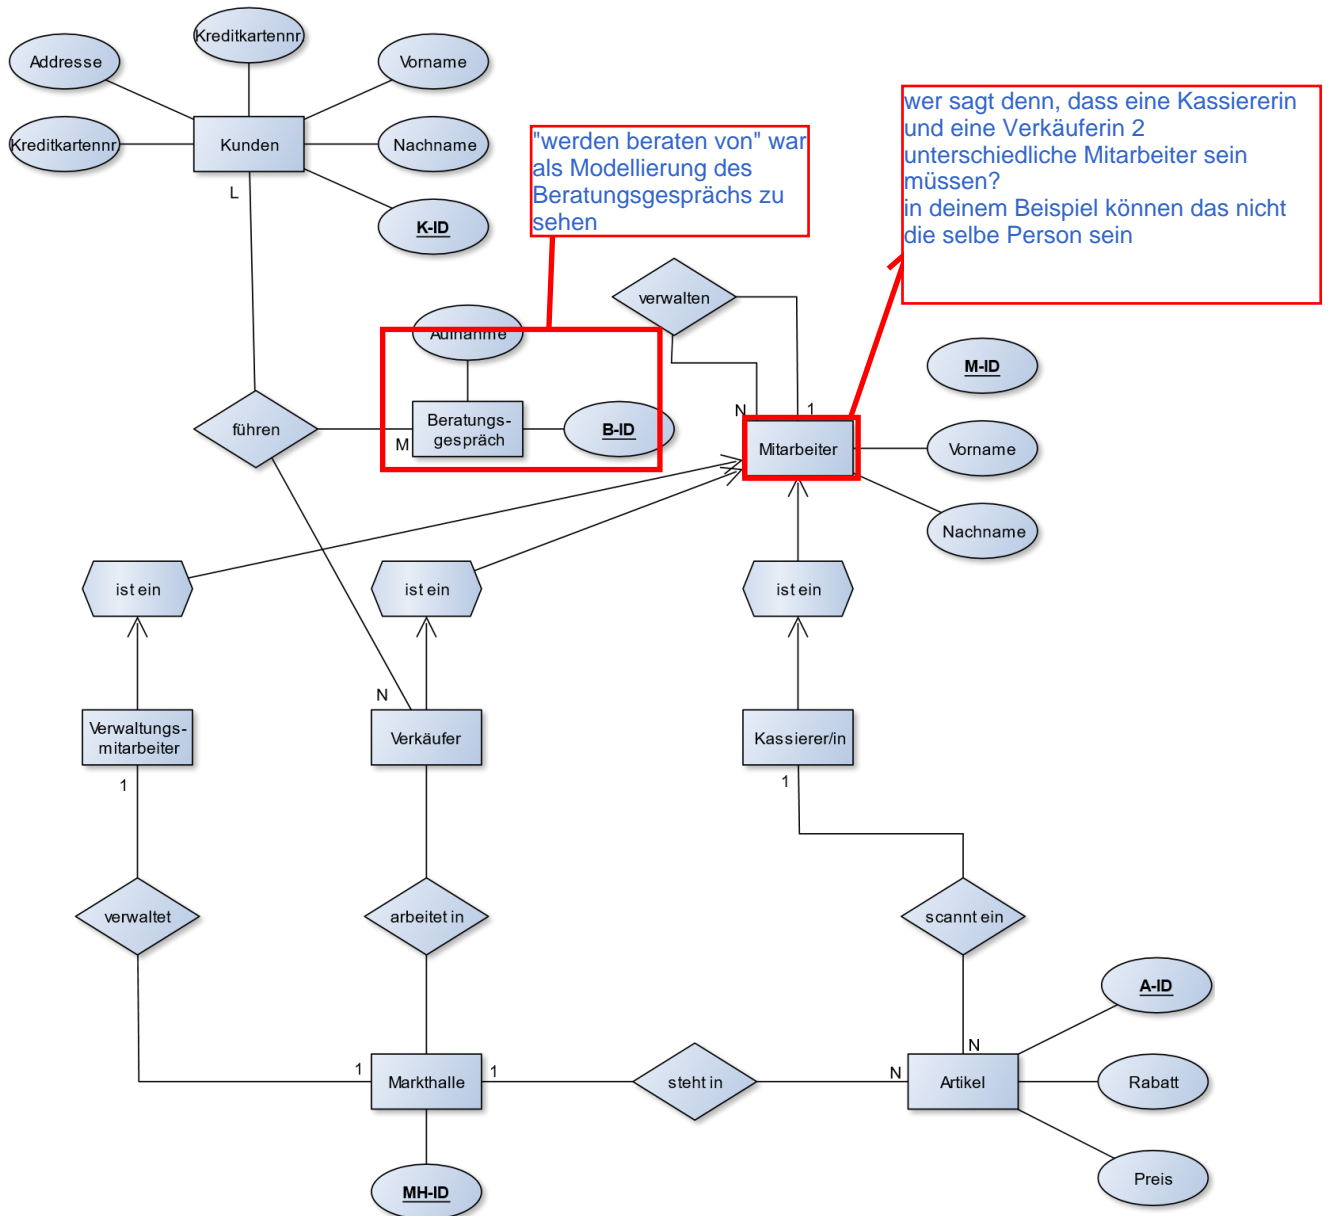 Kreditkartennr
Addresse
Vorname
Kreditkartennr
Kunden
Nachname
K-ID
L
"werden beraten von" war
als Modellierung des
Beratungsgesprächs zu
sehen
wer sagt denn, dass eine Kassiererin
und eine Verkäuferin 2
unterschiedliche Mitarbeiter sein
müssen?
in deinem Beispiel können das nicht
die selbe Person sein
verwalten
N
1
Aufnahme
M-ID
führen
M
Beratungs-
gespräch
B-ID
Mitarbeiter
Vorname
Nachname
ist ein
ist ein
ist ein
N
Verwaltungs-
mitarbeiter
Verkäufer
Kassierer/in
1
1
verwaltet
arbeitet in
scannt ein
A-ID
N
1
Markthalle
1
steht in
N
Artikel
Rabatt
Preis
MH-ID